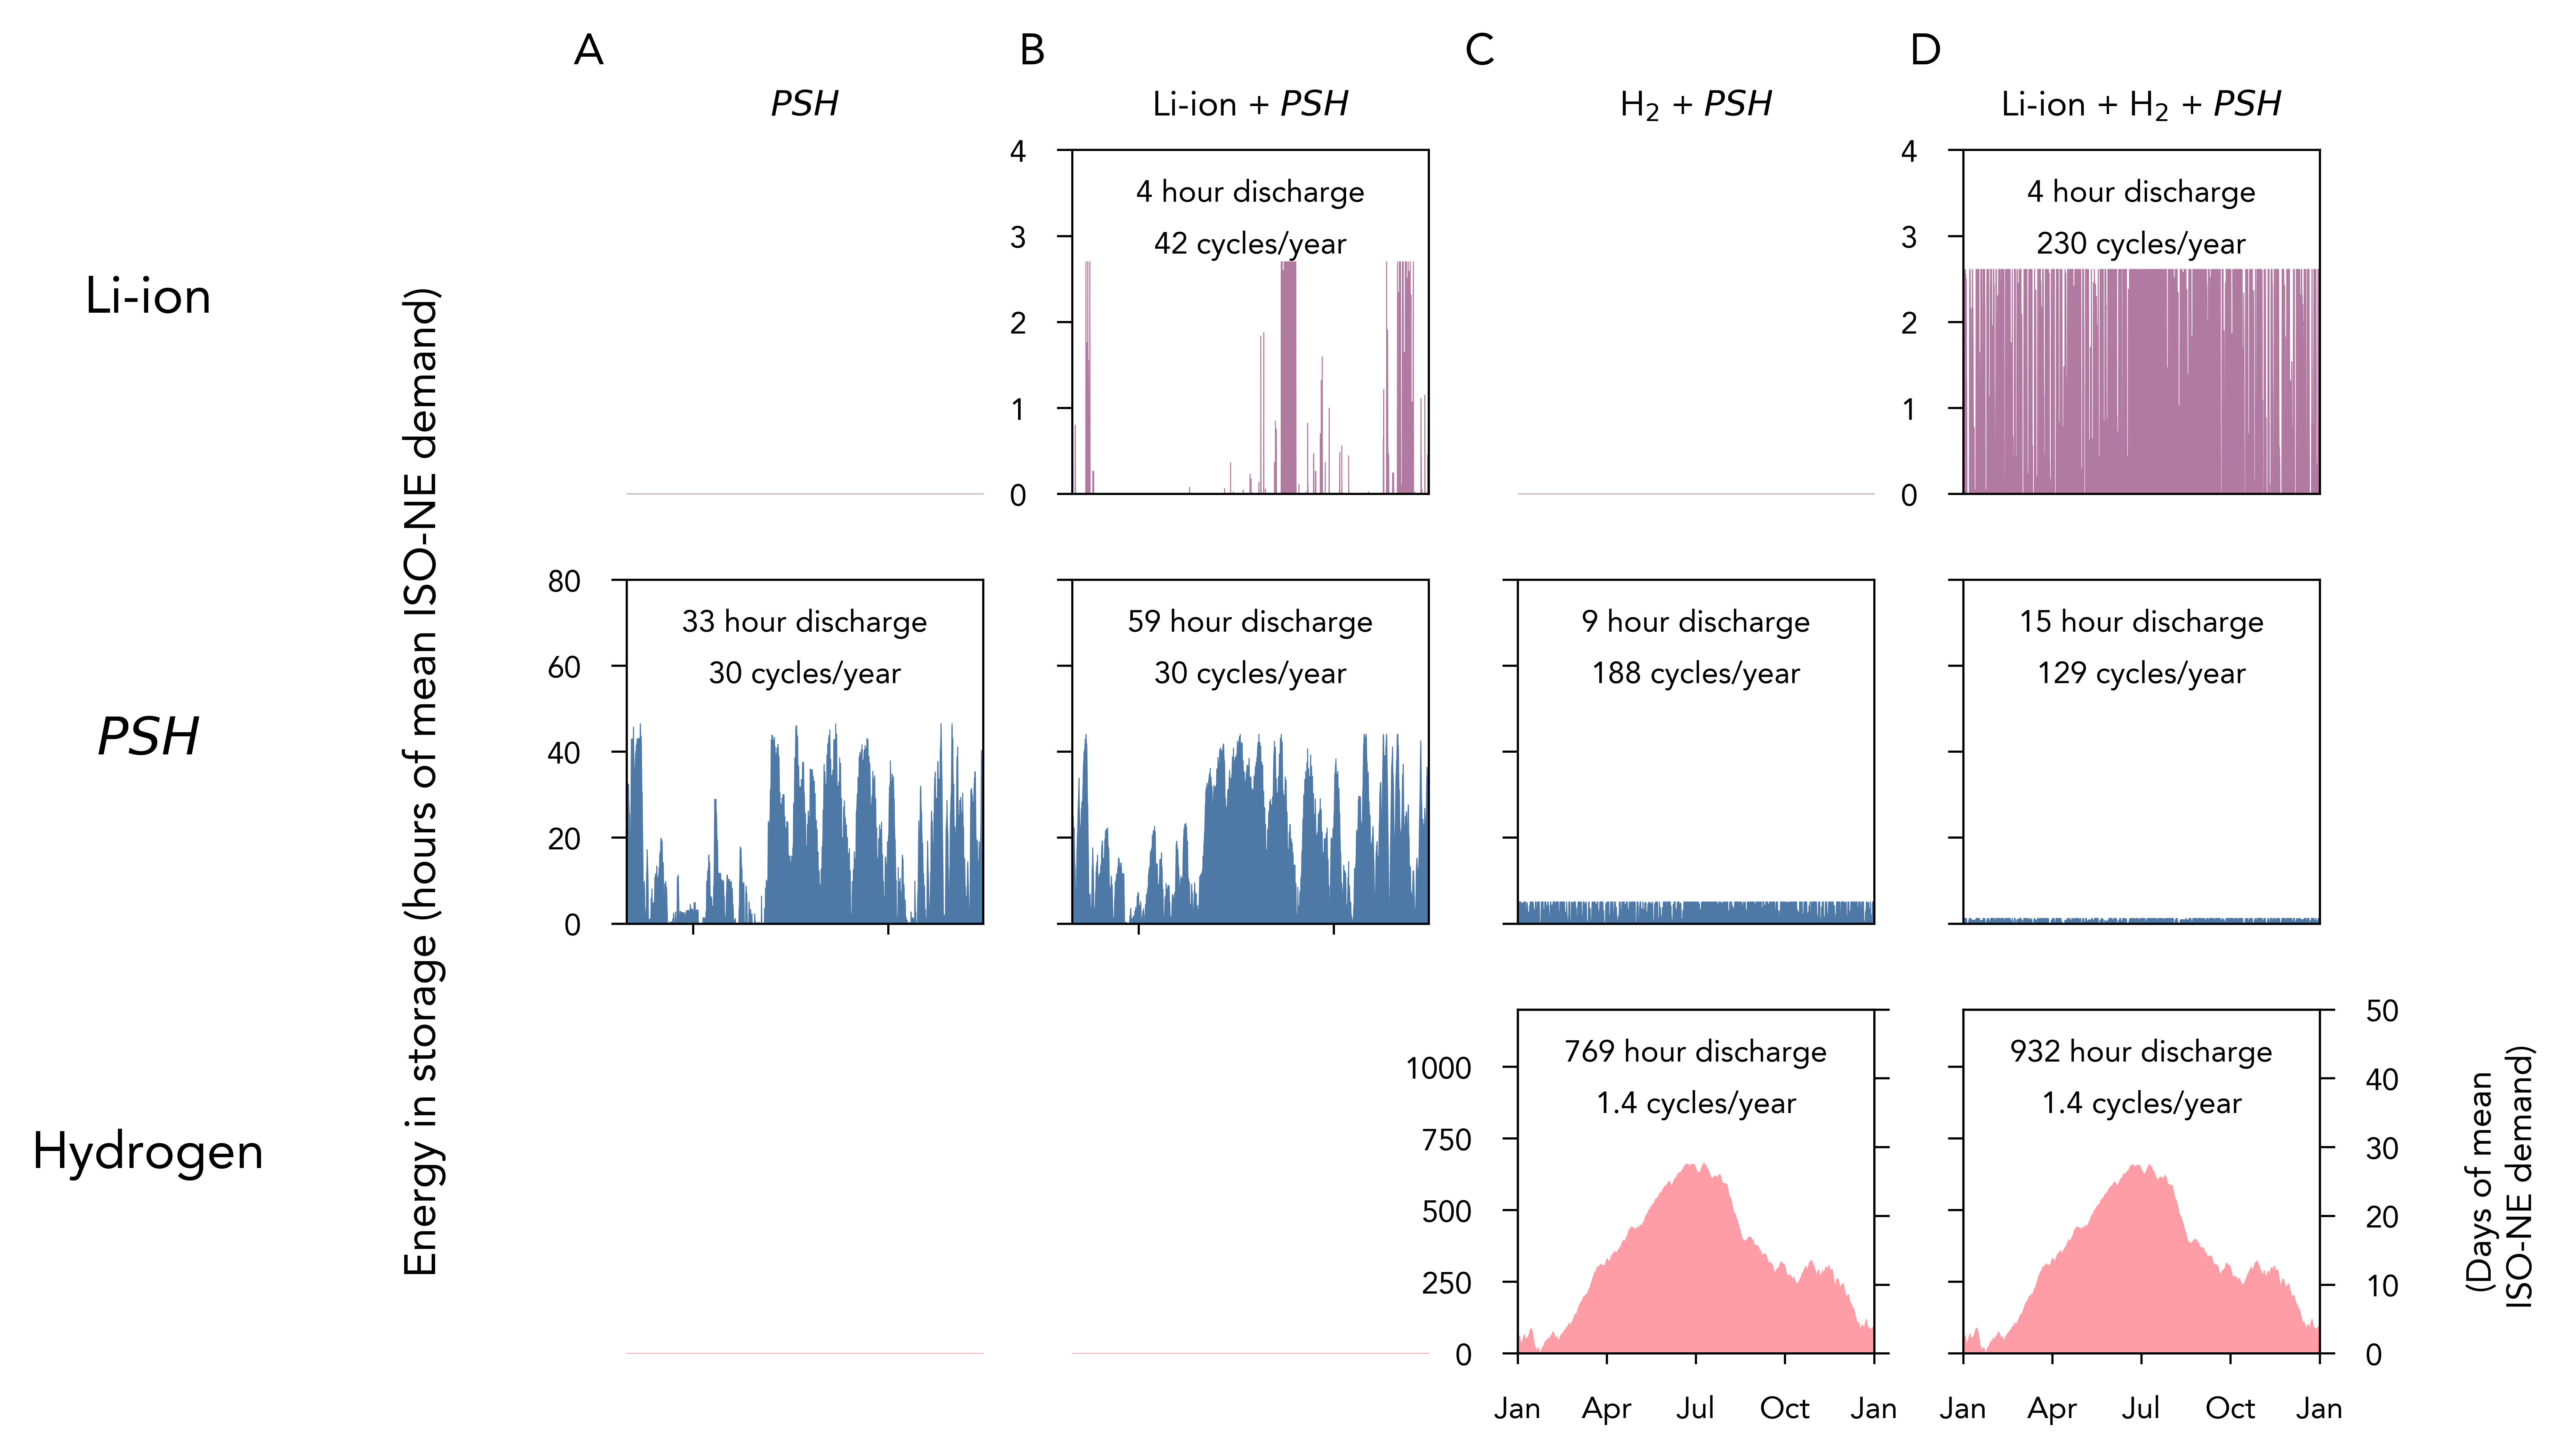 A
B
C
D
PSH
Li-ion + PSH
H₂ + PSH
Li-ion + H₂ + PSH
Li-ion
PSH
Hydrogen
Energy in storage (hours of mean ISO-NE demand)
4
3
2
1
0
4 hour discharge
42 cycles/year
4
3
2
1
0
4 hour discharge
230 cycles/year
80
60
40
20
0
33 hour discharge
30 cycles/year
59 hour discharge
30 cycles/year
9 hour discharge
188 cycles/year
15 hour discharge
129 cycles/year
1000
750
500
250
0
769 hour discharge
1.4 cycles/year
Jan Apr Jul Oct Jan
932 hour discharge
1.4 cycles/year
Jan Apr Jul Oct Jan
50
40
30
20
10
0
(Days of mean
ISO-NE demand)